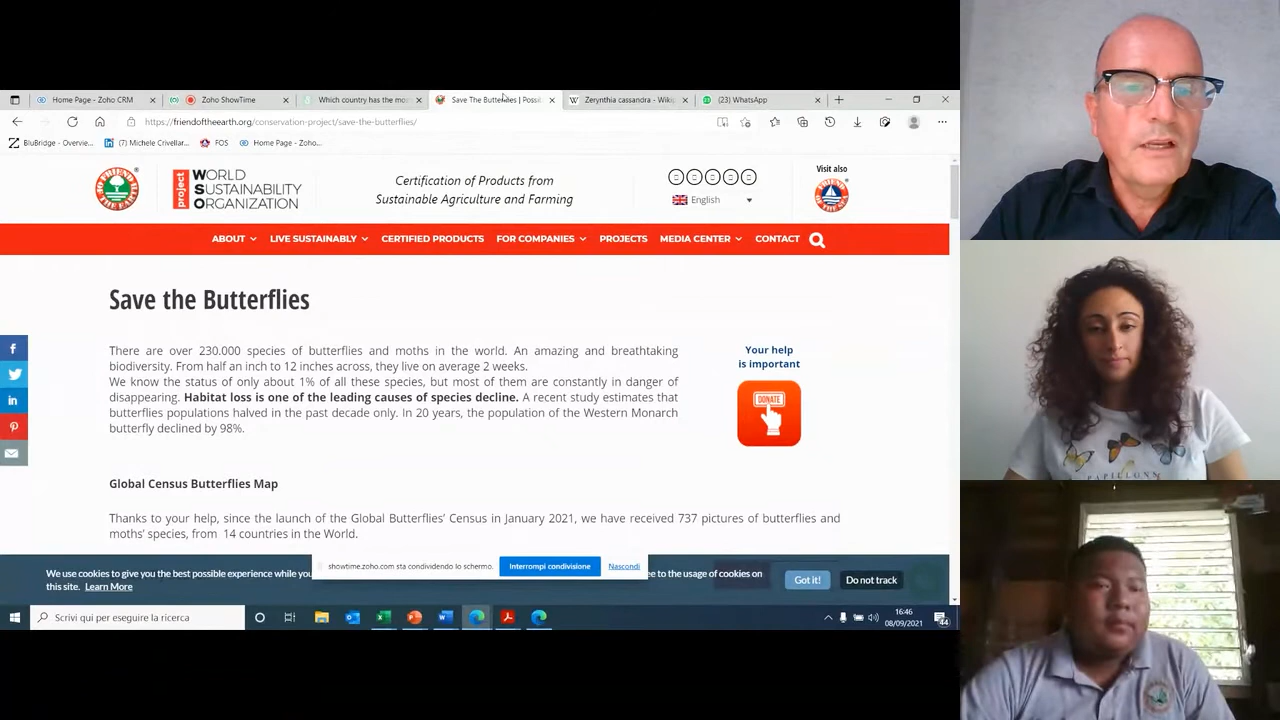 Home Page - Zoho CRM
Zoho ShowTime
Which country has the mo
Save The Butterflies | Possi
Zerynthia cassandra - Wiki
(23) WhatsApp
https://friendoftheearth.org/conservation-project/save-the-butterflies/
BluBridge - Overvie...
(7) Michele Crivellar...
FOS
Home Page - Zoho...
FRIEND OF THE EARTH
project
WORLD
SUSTAINABILITY
ORGANIZATION
Certification of Products from
Sustainable Agriculture and Farming
English
Visit also
ABOUT
LIVE SUSTAINABLY
CERTIFIED PRODUCTS
FOR COMPANIES
PROJECTS
MEDIA CENTER
CONTACT
Save the Butterflies
There are over 230.000 species of butterflies and moths in the world. An amazing and breathtaking
biodiversity. From half an inch to 12 inches across, they live on average 2 weeks.
We know the status of only about 1% of all these species, but most of them are constantly in danger of
disappearing. Habitat loss is one of the leading causes of species decline. A recent study estimates that
butterflies populations halved in the past decade only. In 20 years, the population of the Western Monarch
butterfly declined by 98%.
Your help
is important
DONATE
Global Census Butterflies Map
Thanks to your help, since the launch of the Global Butterflies' Census in January 2021, we have received 737 pictures of butterflies and
moths' species, from 14 countries in the World.
showtime.zoho.com sta condividendo lo schermo.
Interrompi condivisione
Nascondi
We use cookies to give you the best possible experience while you
e to the usage of cookies on
this site. Learn More
Got it!
Do not track
Scrivi qui per eseguire la ricerca
16:46
08/09/2021
44
PAPILLONS